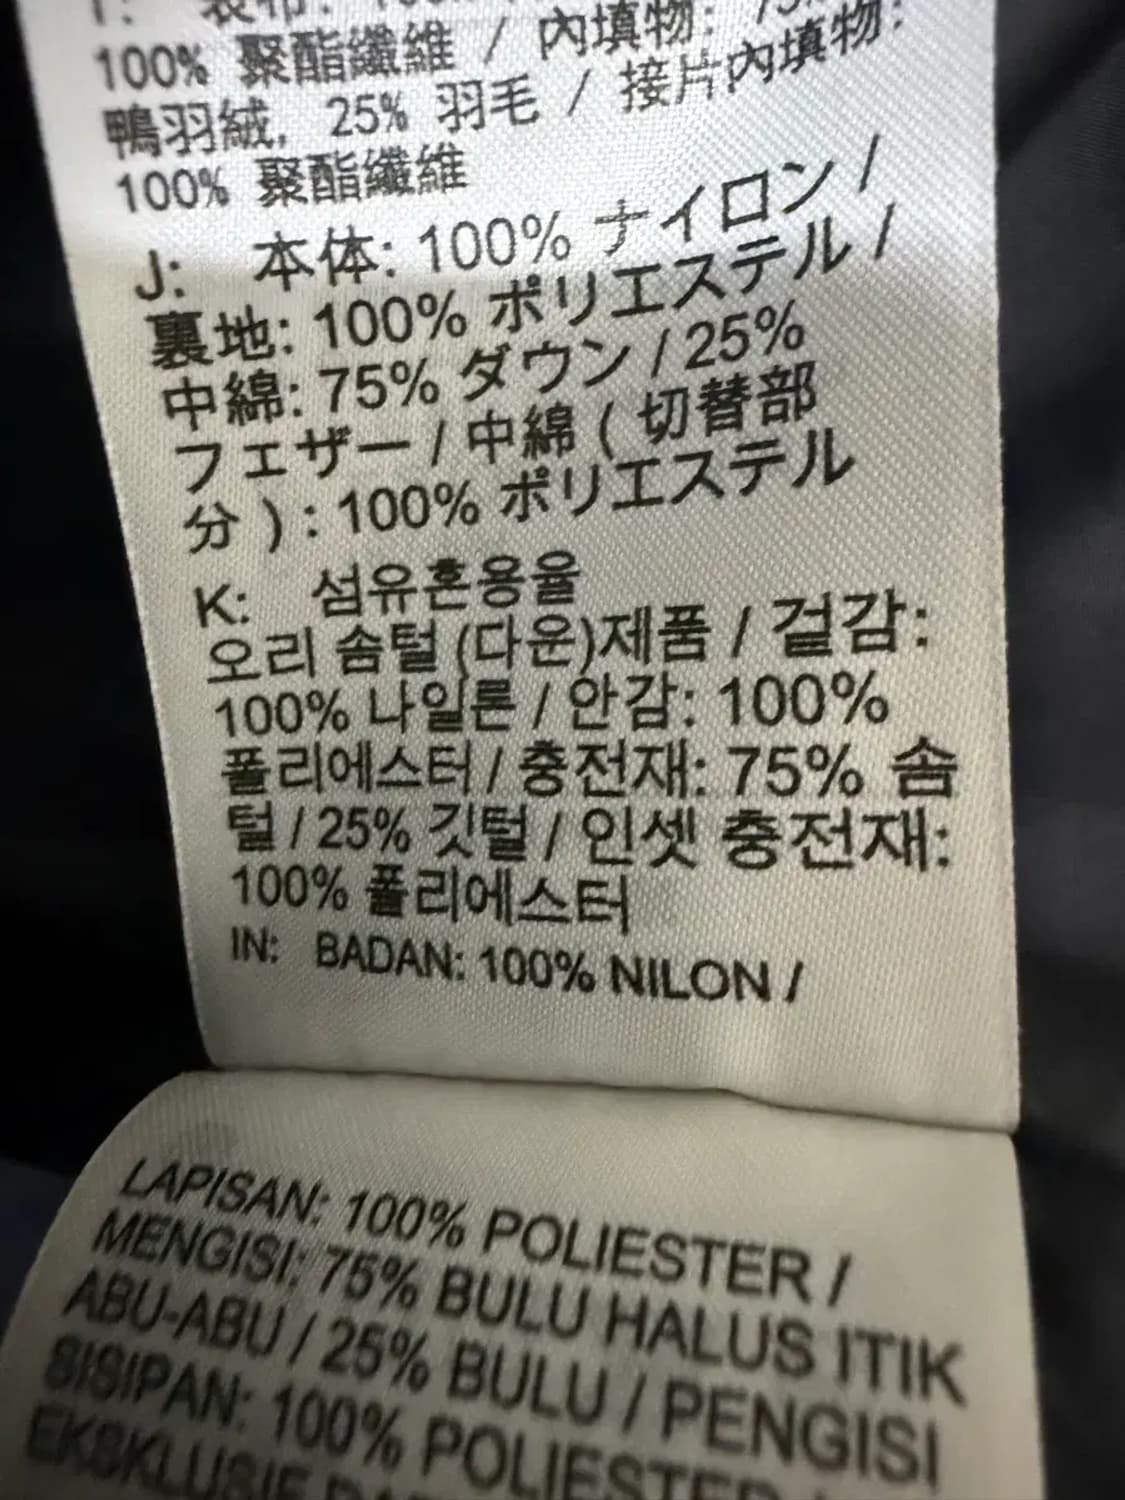 T: 表布: 100%
100% 聚酯纖維 / 內填物: 75%
鴨羽絨, 25% 羽毛 / 接片內填物:
100% 聚酯纖維
J: 本体: 100% ナイロン /
裏地: 100% ポリエステル /
中綿: 75% ダウン / 25%
フェザー / 中綿 ( 切替部
分 ) : 100% ポリエステル
K: 섬유혼용율
오리 솜털 (다운)제품 / 겉감:
100% 나일론 / 안감: 100%
폴리에스터 / 충전재: 75% 솜
털 / 25% 깃털 / 인셋 충전재:
100% 폴리에스터
IN: BADAN: 100% NILON /
LAPISAN: 100% POLIESTER /
MENGISI: 75% BULU HALUS ITIK
ABU-ABU / 25% BULU / PENGISI
SISIPAN: 100% POLIESTER /
EKSKLUSIF